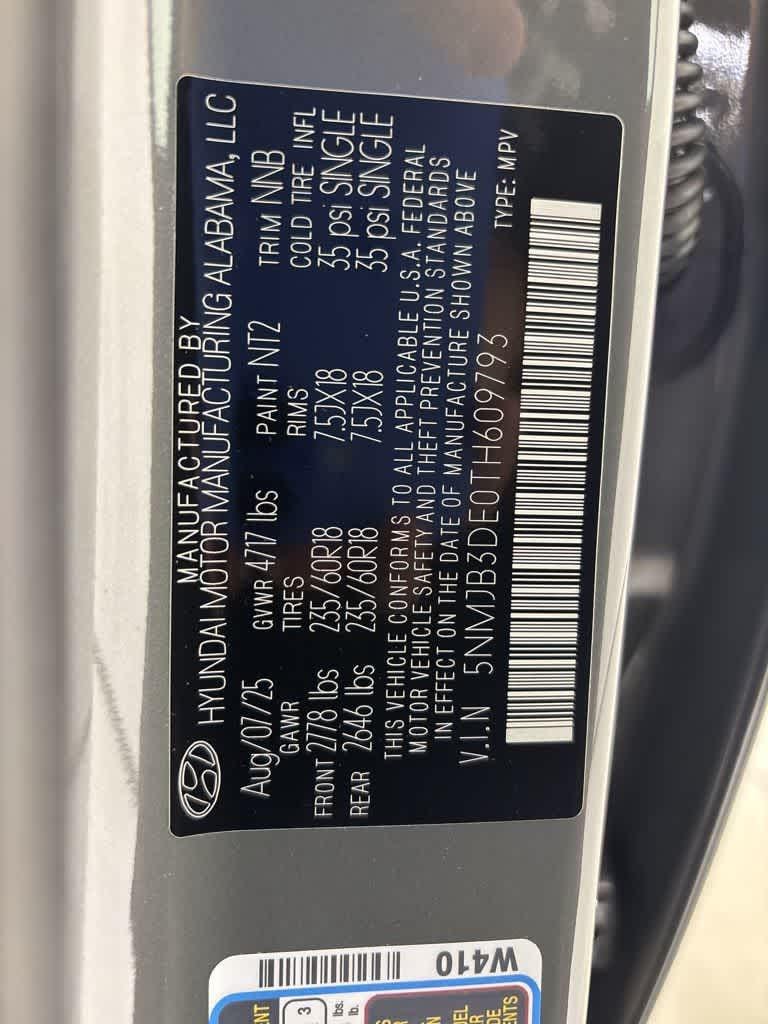 MANUFACTURED BY
HYUNDAI MOTOR MANUFACTURING ALABAMA, LLC
Aug/07/25 GVWR 4717 lbs PAINT NT2 TRIM NNB
GAWR TIRES RIMS COLD TIRE INFL
FRONT 2778 lbs 235/60R18 7.5JX18 35 psi SINGLE
REAR 2646 lbs 235/60R18 7.5JX18 35 psi SINGLE
THIS VEHICLE CONFORMS TO ALL APPLICABLE U.S.A. FEDERAL
MOTOR VEHICLE SAFETY AND THEFT PREVENTION STANDARDS
IN EFFECT ON THE DATE OF MANUFACTURE SHOWN ABOVE
V.I.N 5NMJB3DE0TH609793 TYPE: MPV
W410
3
lbs.
lb.